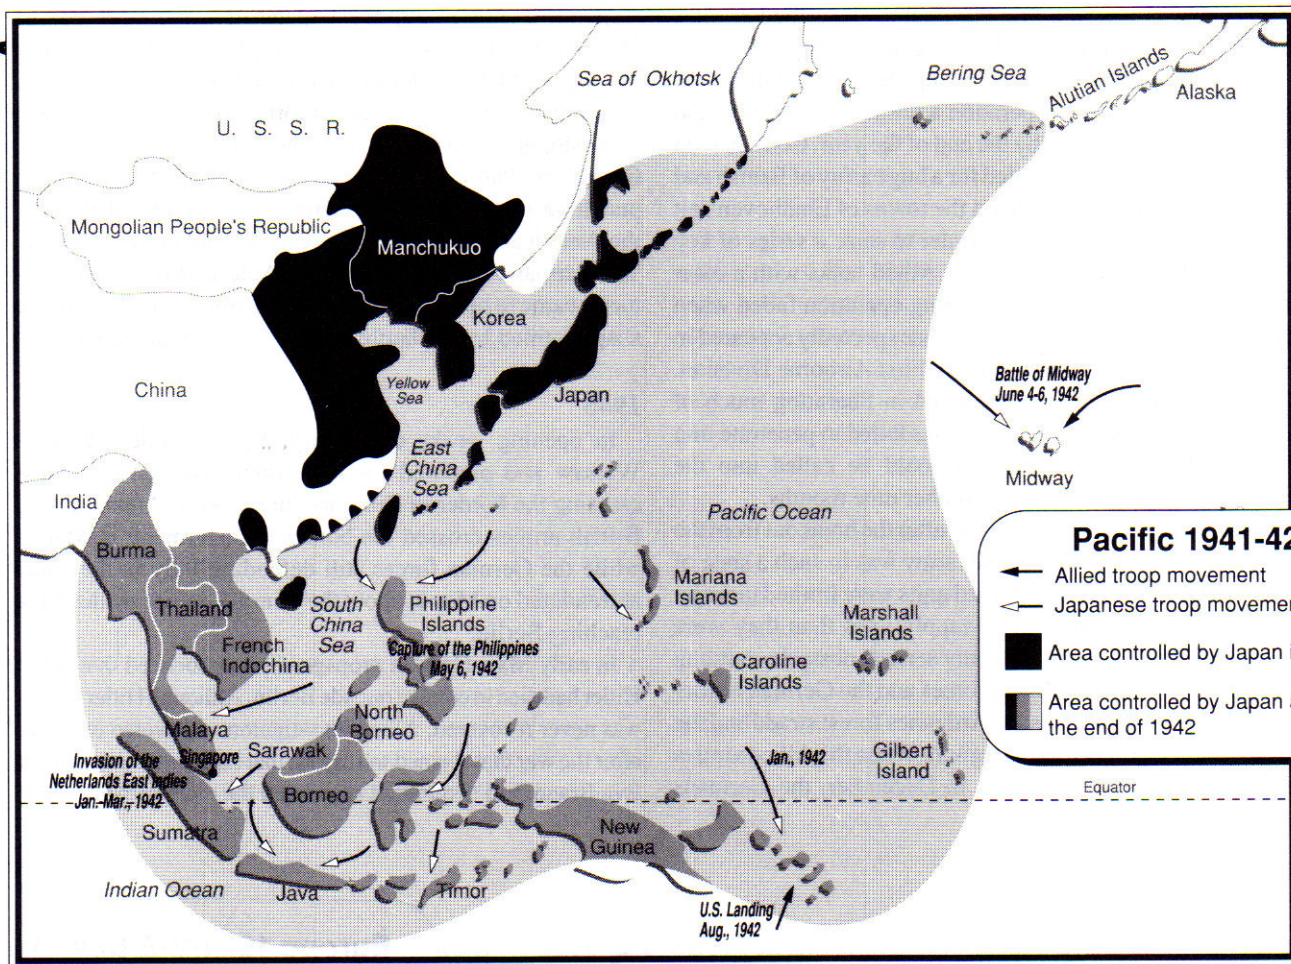 Sea of Okhotsk
Bering Sea
Alutian Islands
Alaska
U. S. S. R.
Mongolian People's Republic
Manchukuo
Korea
China
Yellow
Sea
Japan
Battle of Midway
June 4-6, 1942
Midway
East
China
Sea
India
Pacific Ocean
Burma
Thailand
French
Indochina
South
China
Sea
Philippine
Islands
Capture of the Philippines
May 6, 1942
Mariana
Islands
Marshall
Islands
Caroline
Islands
Pacific 1941-42
Allied troop movement
Japanese troop movemen
Area controlled by Japan i
Area controlled by Japan a
the end of 1942
Malaya
Singapore
Sarawak
North
Borneo
Borneo
Invasion of the
Netherlands East Indies
Jan.-Mar., 1942
Jan., 1942
Gilbert
Island
Equator
Sumatra
New
Guinea
Indian Ocean
Java
Timor
U.S. Landing
Aug., 1942